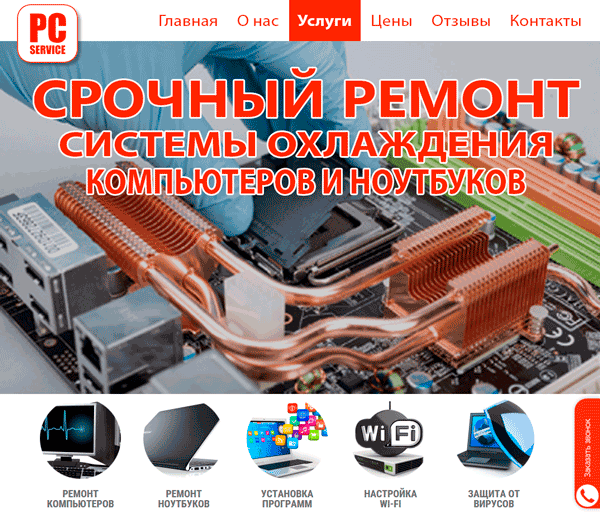 PC
SERVICE
Главная О нас Услуги Цены Отзывы Контакты
СРОЧНЫЙ РЕМОНТ
СИСТЕМЫ ОХЛАЖДЕНИЯ
КОМПЬЮТЕРОВ И НОУТБУКОВ
Wi Fi
РЕМОНТ
КОМПЬЮТЕРОВ
РЕМОНТ
НОУТБУКОВ
УСТАНОВКА
ПРОГРАММ
НАСТРОЙКА
WI-FI
ЗАЩИТА ОТ
ВИРУСОВ
Заказать звонок